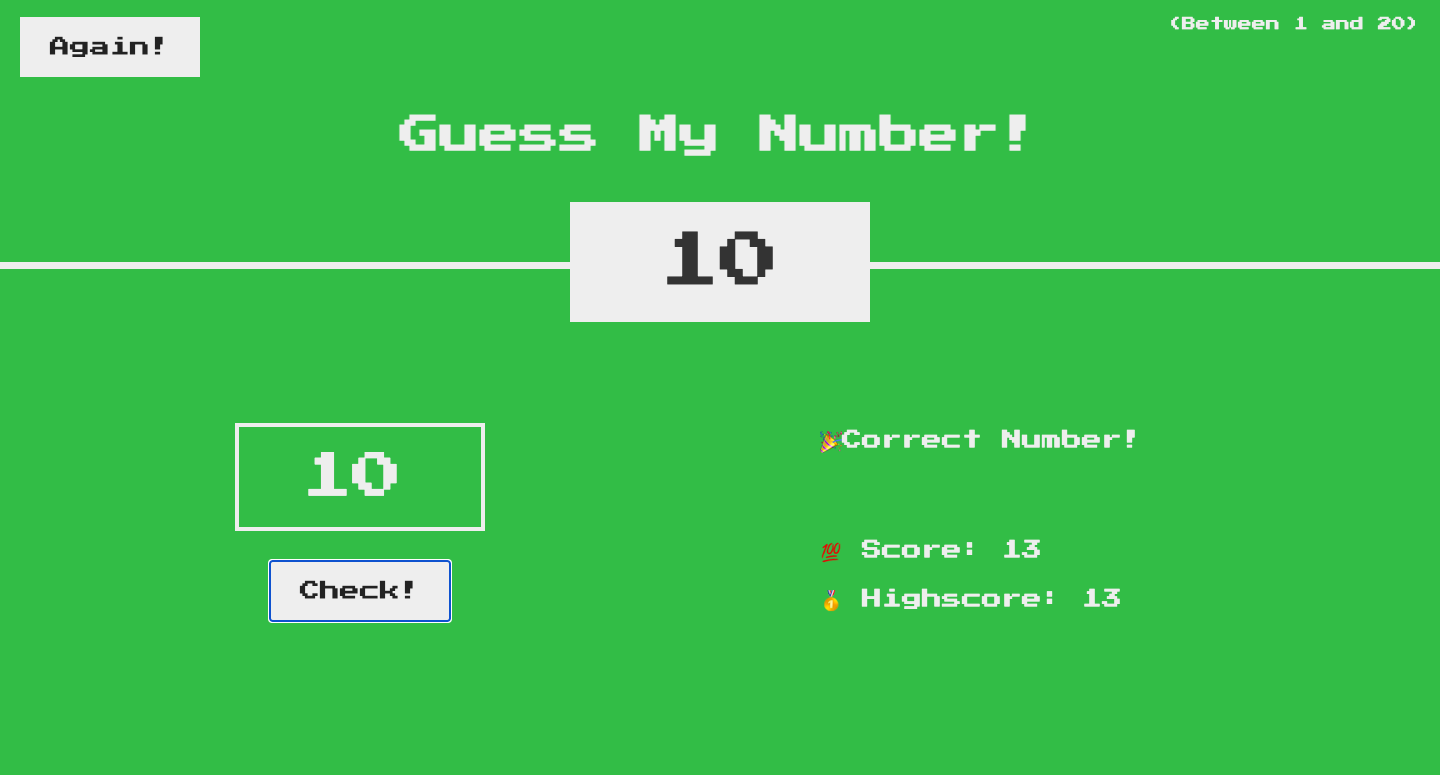 Again!
(Between 1 and 20)
Guess My Number!
10
10
Check!
🎉Correct Number!
💯 Score: 13
🥇 Highscore: 13